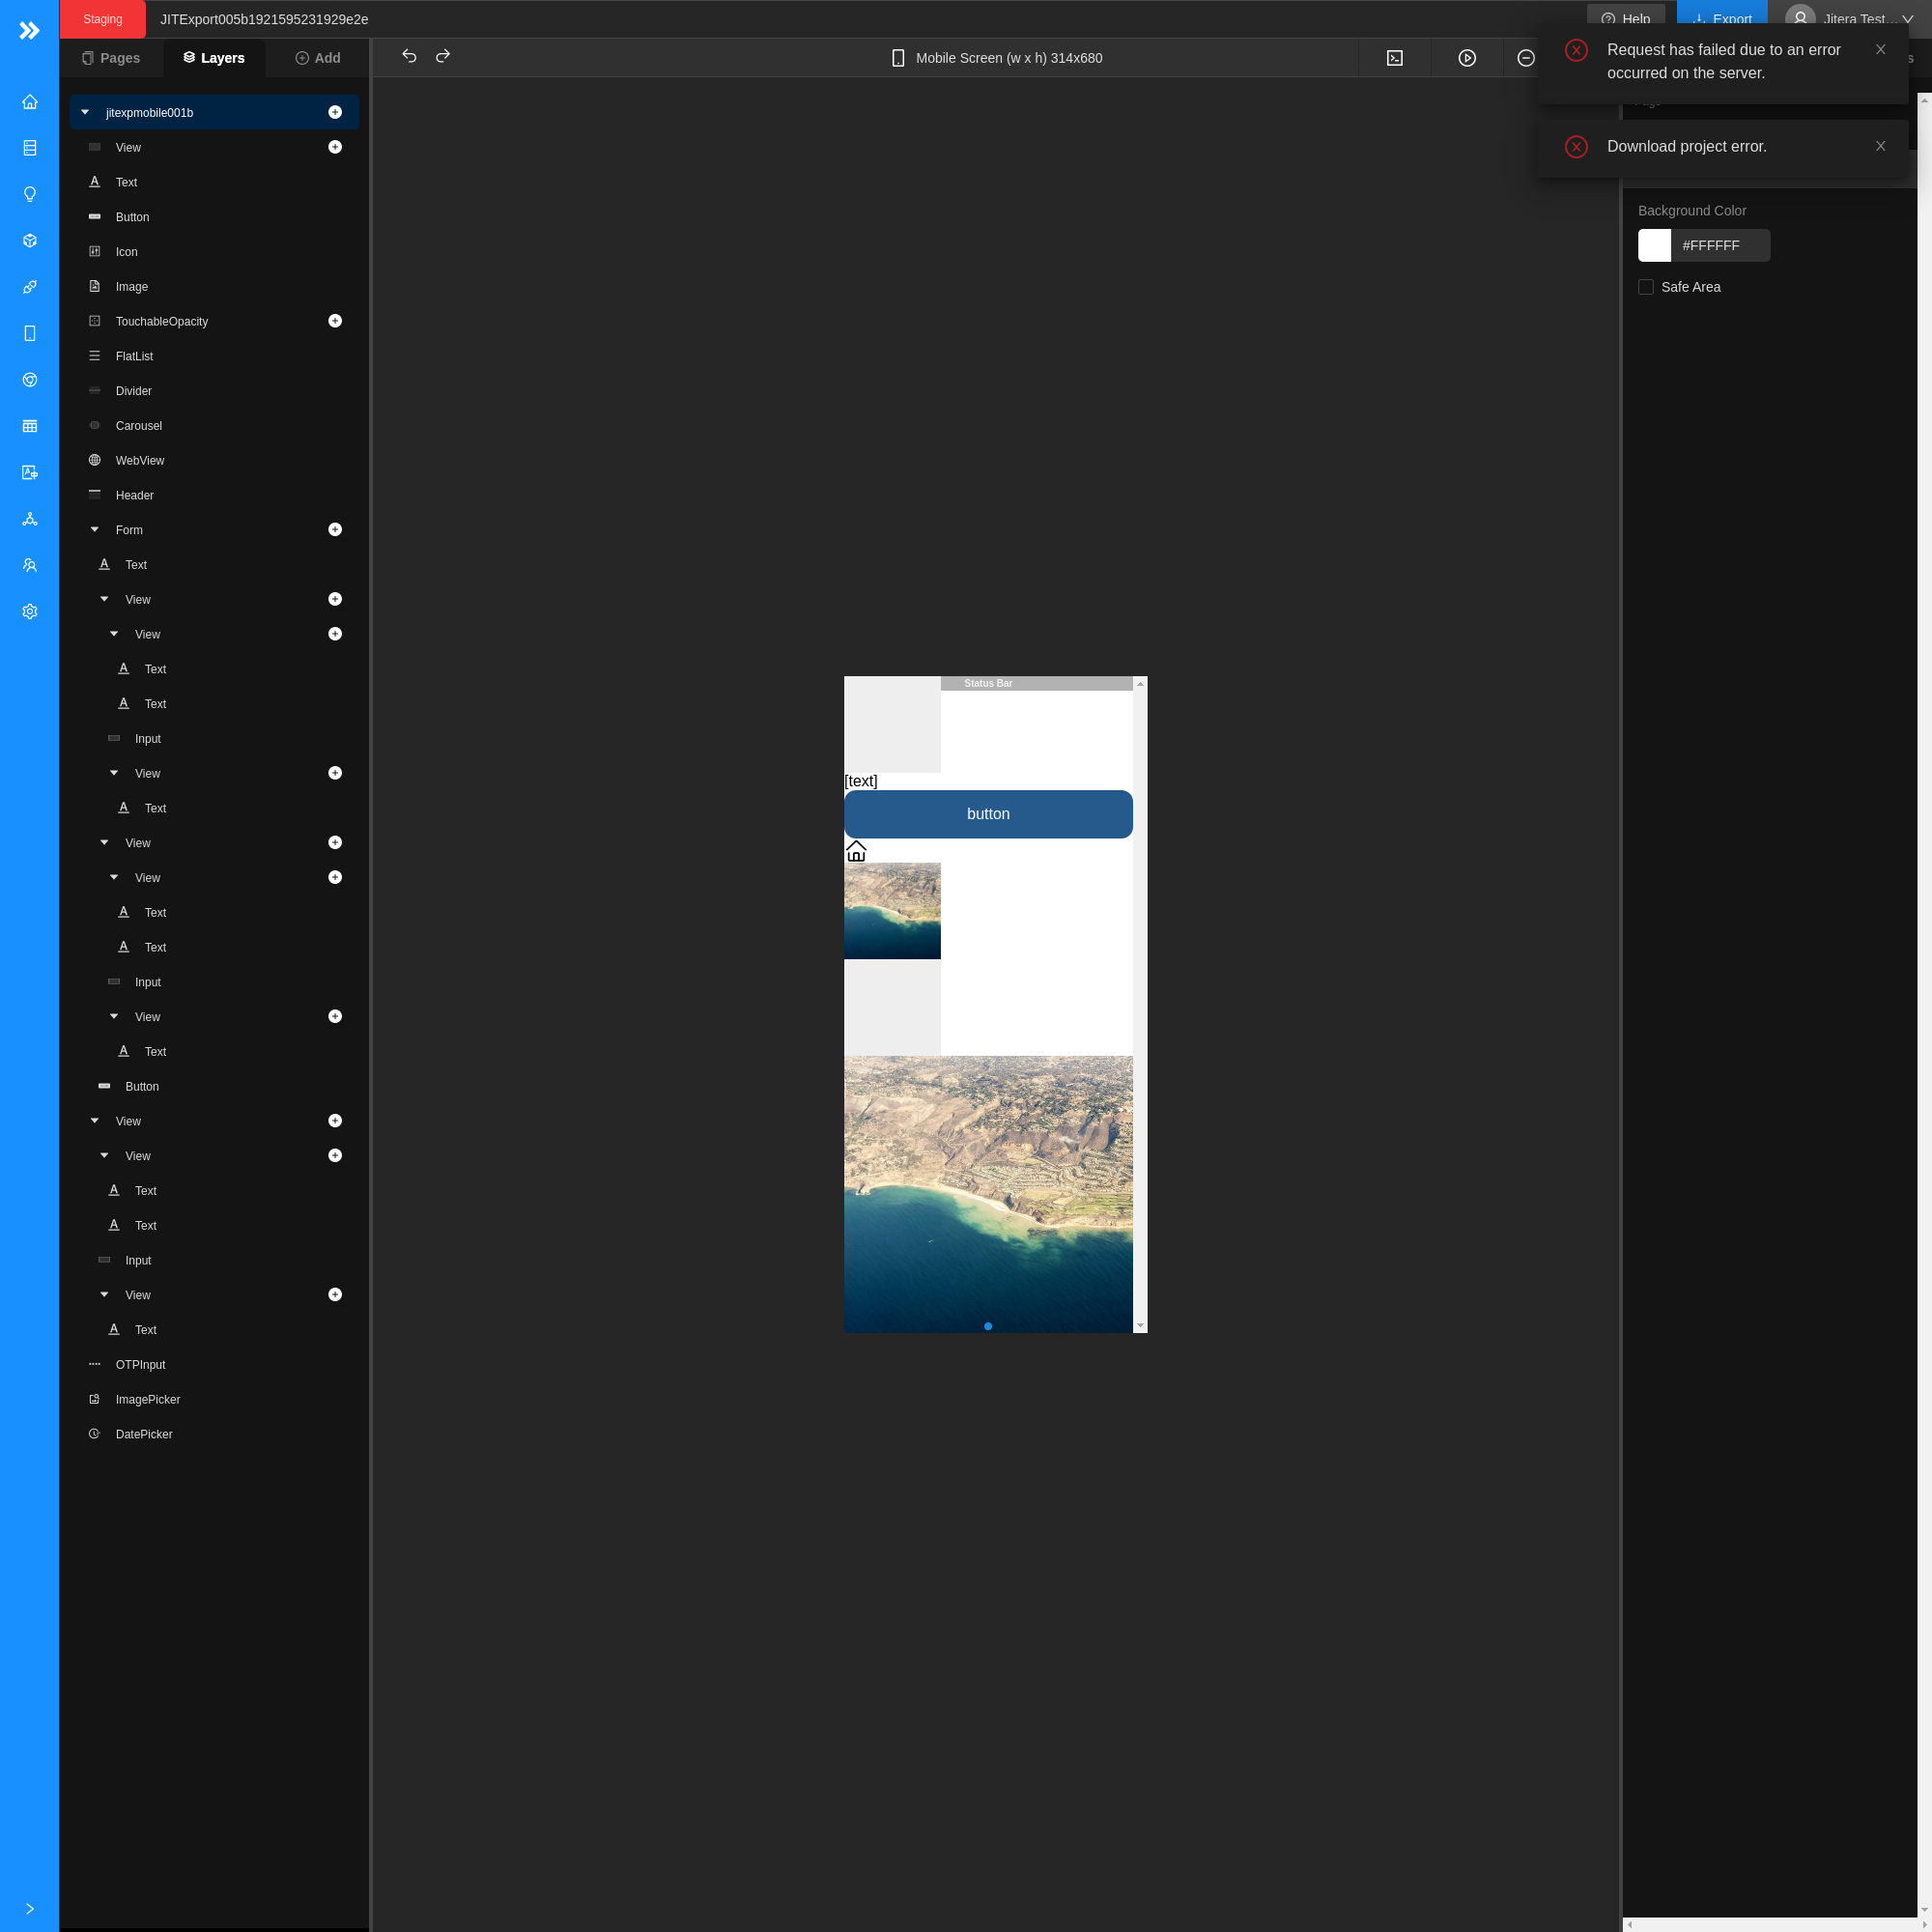 Staging
JITExport005b1921595231929e2e
Help
Export
Jitera Test...
Pages
Layers
Add
Mobile Screen (w x h) 314x680
Request has failed due to an error
occurred on the server.
Download project error.
Background Color
#FFFFFF
Safe Area
jitexpmobile001b
View
Text
Button
Icon
Image
TouchableOpacity
FlatList
Divider
Carousel
WebView
Header
Form
Text
View
View
Text
Text
Input
View
Text
View
View
Text
Text
Input
View
Text
Button
View
View
Text
Text
Input
View
Text
OTPInput
ImagePicker
DatePicker
Status Bar
[text]
button